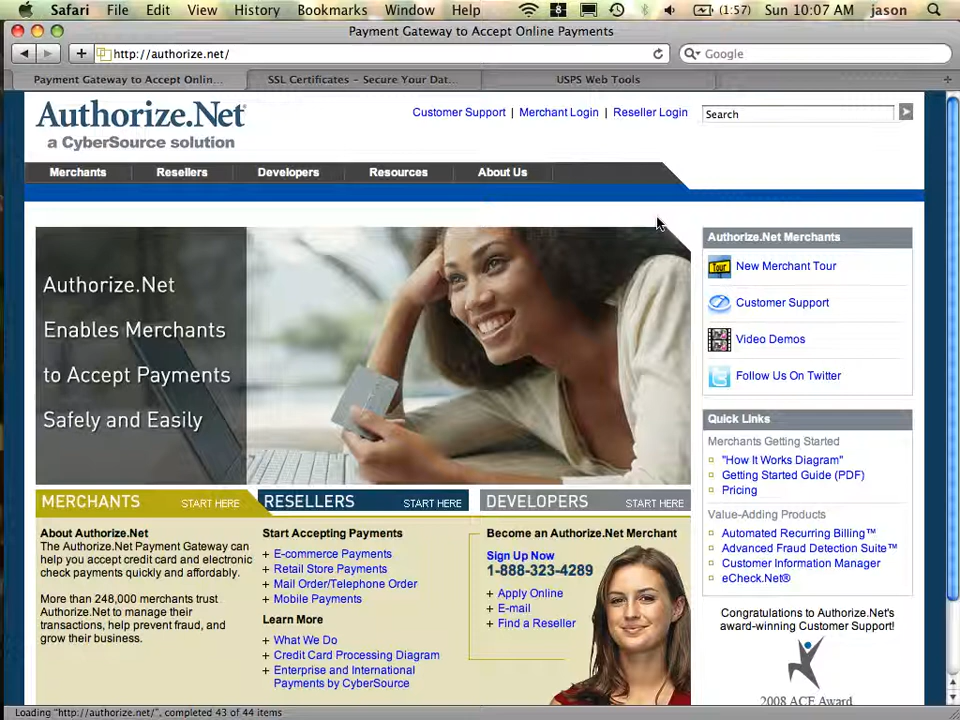 Safari File Edit View History Bookmarks Window Help 8 (1:57) Sun 10:07 AM jason
Payment Gateway to Accept Online Payments
http://authorize.net/
Google
Payment Gateway to Accept Onlin...
SSL Certificates – Secure Your Dat...
USPS Web Tools
Authorize.Net
a CyberSource solution
Customer Support | Merchant Login | Reseller Login
Search
Merchants Resellers Developers Resources About Us
Authorize.Net
Enables Merchants
to Accept Payments
Safely and Easily
Authorize.Net Merchants
Tour
New Merchant Tour
Customer Support
Video Demos
Follow Us On Twitter
Quick Links
Merchants Getting Started
"How It Works Diagram"
Getting Started Guide (PDF)
Pricing
Value-Adding Products
Automated Recurring Billing™
Advanced Fraud Detection Suite™
Customer Information Manager
eCheck.Net®
Congratulations to Authorize.Net's
award-winning Customer Support!
2008 ACE Award
MERCHANTS START HERE
RESELLERS START HERE
DEVELOPERS START HERE
About Authorize.Net
The Authorize.Net Payment Gateway can
help you accept credit card and electronic
check payments quickly and affordably.
More than 248,000 merchants trust
Authorize.Net to manage their
transactions, help prevent fraud, and
grow their business.
Start Accepting Payments
+ E-commerce Payments
+ Retail Store Payments
+ Mail Order/Telephone Order
+ Mobile Payments
Learn More
+ What We Do
+ Credit Card Processing Diagram
+ Enterprise and International
Payments by CyberSource
Become an Authorize.Net Merchant
Sign Up Now
1-888-323-4289
+ Apply Online
+ E-mail
+ Find a Reseller
Loading "http://authorize.net/", completed 43 of 44 items